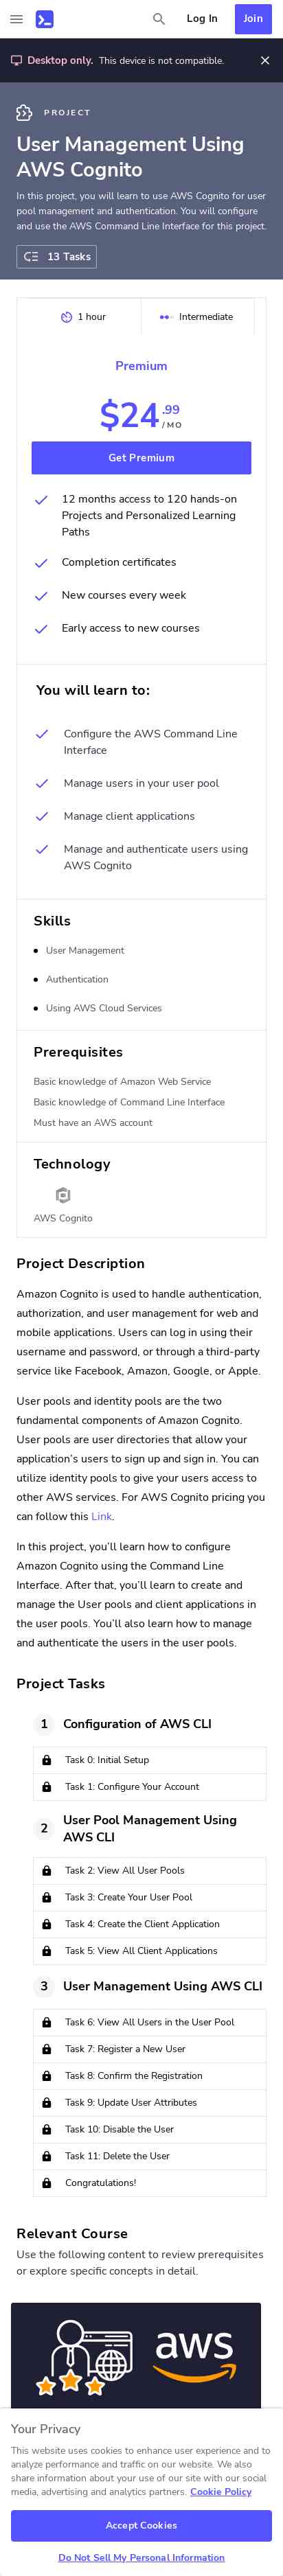 Log In
Join
Desktop only. This device is not compatible.
PROJECT
User Management Using
AWS Cognito
In this project, you will learn to use AWS Cognito for user
pool management and authentication. You will configure
and use the AWS Command Line Interface for this project.
13 Tasks
1 hour
Intermediate
Premium
$24.99
/ MO
Get Premium
12 months access to 120 hands-on
Projects and Personalized Learning
Paths
Completion certificates
New courses every week
Early access to new courses
You will learn to:
Configure the AWS Command Line
Interface
Manage users in your user pool
Manage client applications
Manage and authenticate users using
AWS Cognito
Skills
User Management
Authentication
Using AWS Cloud Services
Prerequisites
Basic knowledge of Amazon Web Service
Basic knowledge of Command Line Interface
Must have an AWS account
Technology
AWS Cognito
Project Description
Amazon Cognito is used to handle authentication,
authorization, and user management for web and
mobile applications. Users can log in using their
username and password, or through a third-party
service like Facebook, Amazon, Google, or Apple.
User pools and identity pools are the two
fundamental components of Amazon Cognito.
User pools are user directories that allow your
application’s users to sign up and sign in. You can
utilize identity pools to give your users access to
other AWS services. For AWS Cognito pricing you
can follow this Link.
In this project, you’ll learn how to configure
Amazon Cognito using the Command Line
Interface. After that, you’ll learn to create and
manage the User pools and client applications in
the user pools. You’ll also learn how to manage
and authenticate the users in the user pools.
Project Tasks
1
Configuration of AWS CLI
Task 0: Initial Setup
Task 1: Configure Your Account
2
User Pool Management Using
AWS CLI
Task 2: View All User Pools
Task 3: Create Your User Pool
Task 4: Create the Client Application
Task 5: View All Client Applications
3
User Management Using AWS CLI
Task 6: View All Users in the User Pool
Task 7: Register a New User
Task 8: Confirm the Registration
Task 9: Update User Attributes
Task 10: Disable the User
Task 11: Delete the User
Congratulations!
Relevant Course
Use the following content to review prerequisites
or explore specific concepts in detail.
aws
Your Privacy
This website uses cookies to enhance user experience and to
analyze performance and traffic on our website. We also
share information about your use of our site with our social
media, advertising and analytics partners. Cookie Policy
Accept Cookies
Do Not Sell My Personal Information